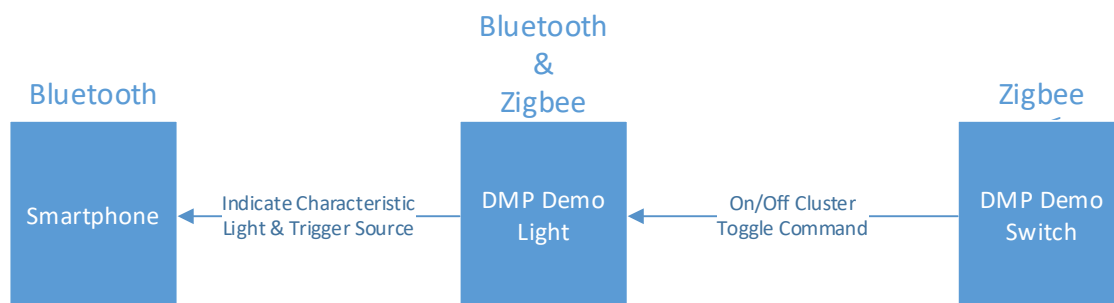 Bluetooth
Smartphone
Indicate Characteristic
Light & Trigger Source
Bluetooth
&
Zigbee
DMP Demo
Light
On/Off Cluster
Toggle Command
Zigbee
DMP Demo
Switch